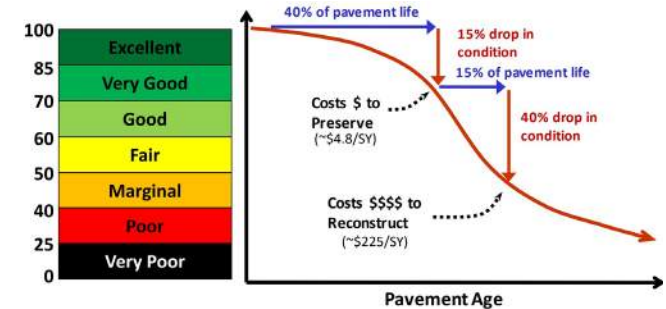 100
Excellent
85
Very Good
70
Good
60
Fair
50
Marginal
40
Poor
25
Very Poor
0
40% of pavement life
15% drop in
condition
15% of pavement life
Costs $ to
Preserve
(~$4.8/SY)
40% drop in
condition
Costs $$$$ to
Reconstruct
(~$225/SY)
Pavement Age